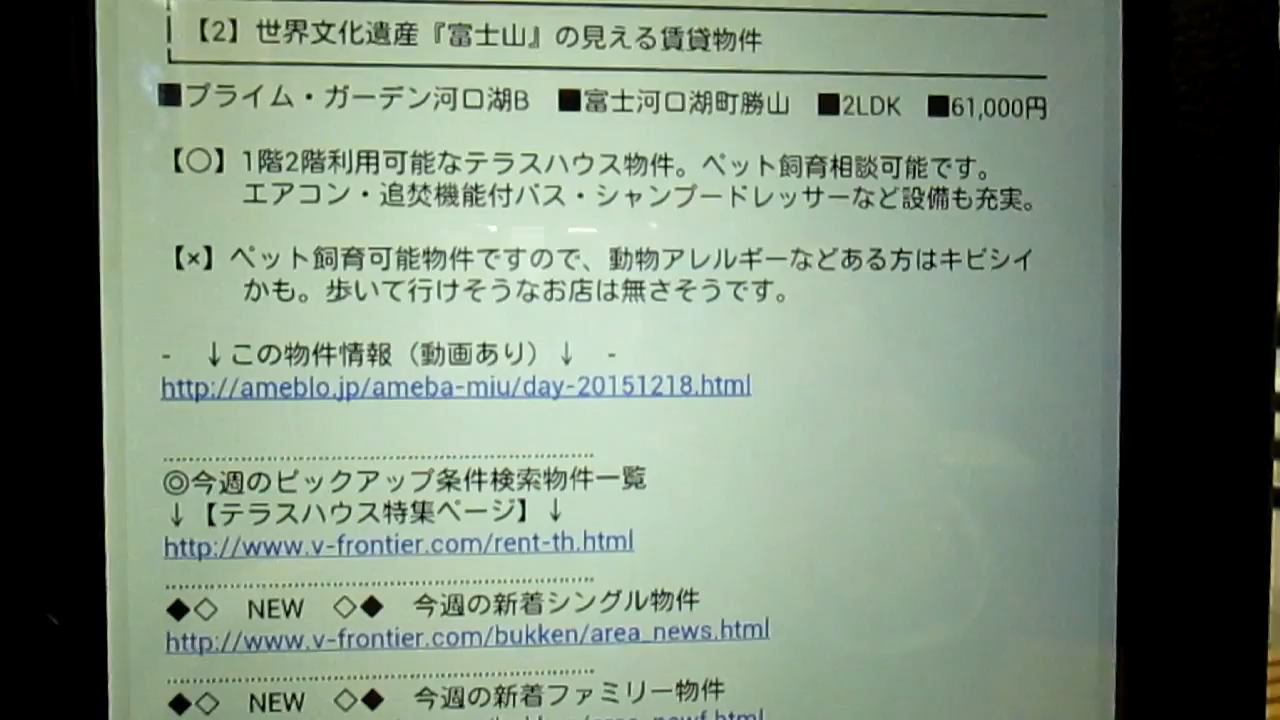 【2】世界文化遺産『富士山』の見える賃貸物件
■プライム・ガーデン河口湖B　■富士河口湖町勝山　■2LDK　■61,000円
【○】1階2階利用可能なテラスハウス物件。ペット飼育相談可能です。
エアコン・追焚機能付バス・シャンプードレッサーなど設備も充実。
【×】ペット飼育可能物件ですので、動物アレルギーなどある方はキビシイ
かも。歩いて行けそうなお店は無さそうです。
-　↓この物件情報（動画あり）↓　-
http://ameblo.jp/ameba-miu/day-20151218.html
◎今週のピックアップ条件検索物件一覧
↓【テラスハウス特集ページ】↓
http://www.v-frontier.com/rent-th.html
◆◇　NEW　◇◆　今週の新着シングル物件
http://www.v-frontier.com/bukken/area_news.html
◆◇　NEW　◇◆　今週の新着ファミリー物件